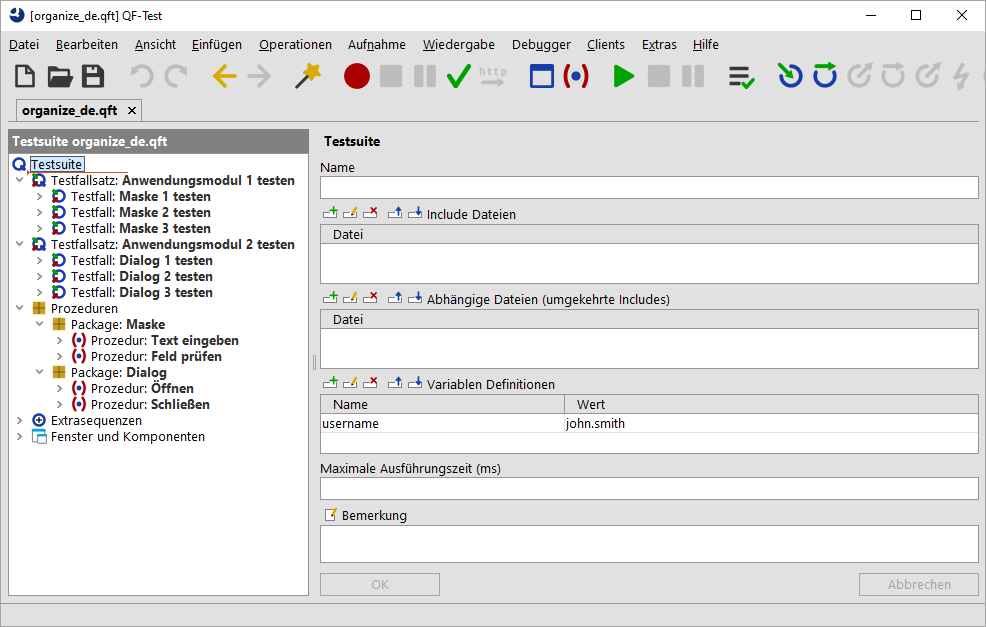 [organize_de.qft] QF-Test
Datei Bearbeiten Ansicht Einfügen Operationen Aufnahme Wiedergabe Debugger Clients Extras Hilfe
http
organize_de.qft
Testsuite organize_de.qft
Testsuite
Testfallsatz: Anwendungsmodul 1 testen
Testfall: Maske 1 testen
Testfall: Maske 2 testen
Testfall: Maske 3 testen
Testfallsatz: Anwendungsmodul 2 testen
Testfall: Dialog 1 testen
Testfall: Dialog 2 testen
Testfall: Dialog 3 testen
Prozeduren
Package: Maske
Prozedur: Text eingeben
Prozedur: Feld prüfen
Package: Dialog
Prozedur: Öffnen
Prozedur: Schließen
Extrasequenzen
Fenster und Komponenten
Testsuite
Name
Include Dateien
Datei
Abhängige Dateien (umgekehrte Includes)
Datei
Variablen Definitionen
Name Wert
username john.smith
Maximale Ausführungszeit (ms)
Bemerkung
OK Abbrechen